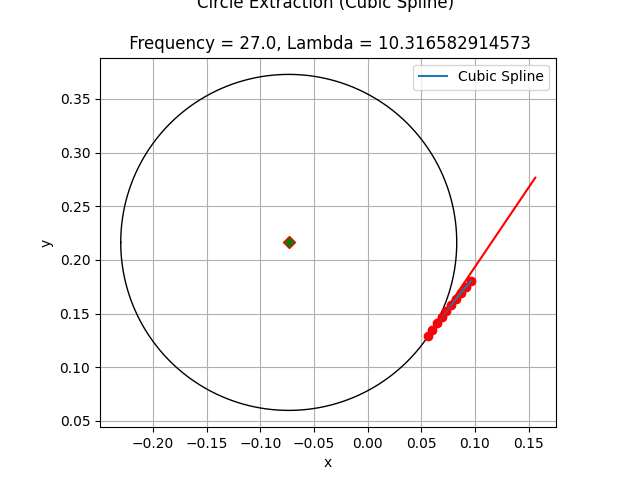 Circle Extraction (Cubic Spline)
Frequency = 27.0, Lambda = 10.316582914573
Cubic Spline
0.35
0.30
0.25
0.20
0.15
0.10
0.05
y
−0.20 −0.15 −0.10 −0.05 0.00 0.05 0.10 0.15
x